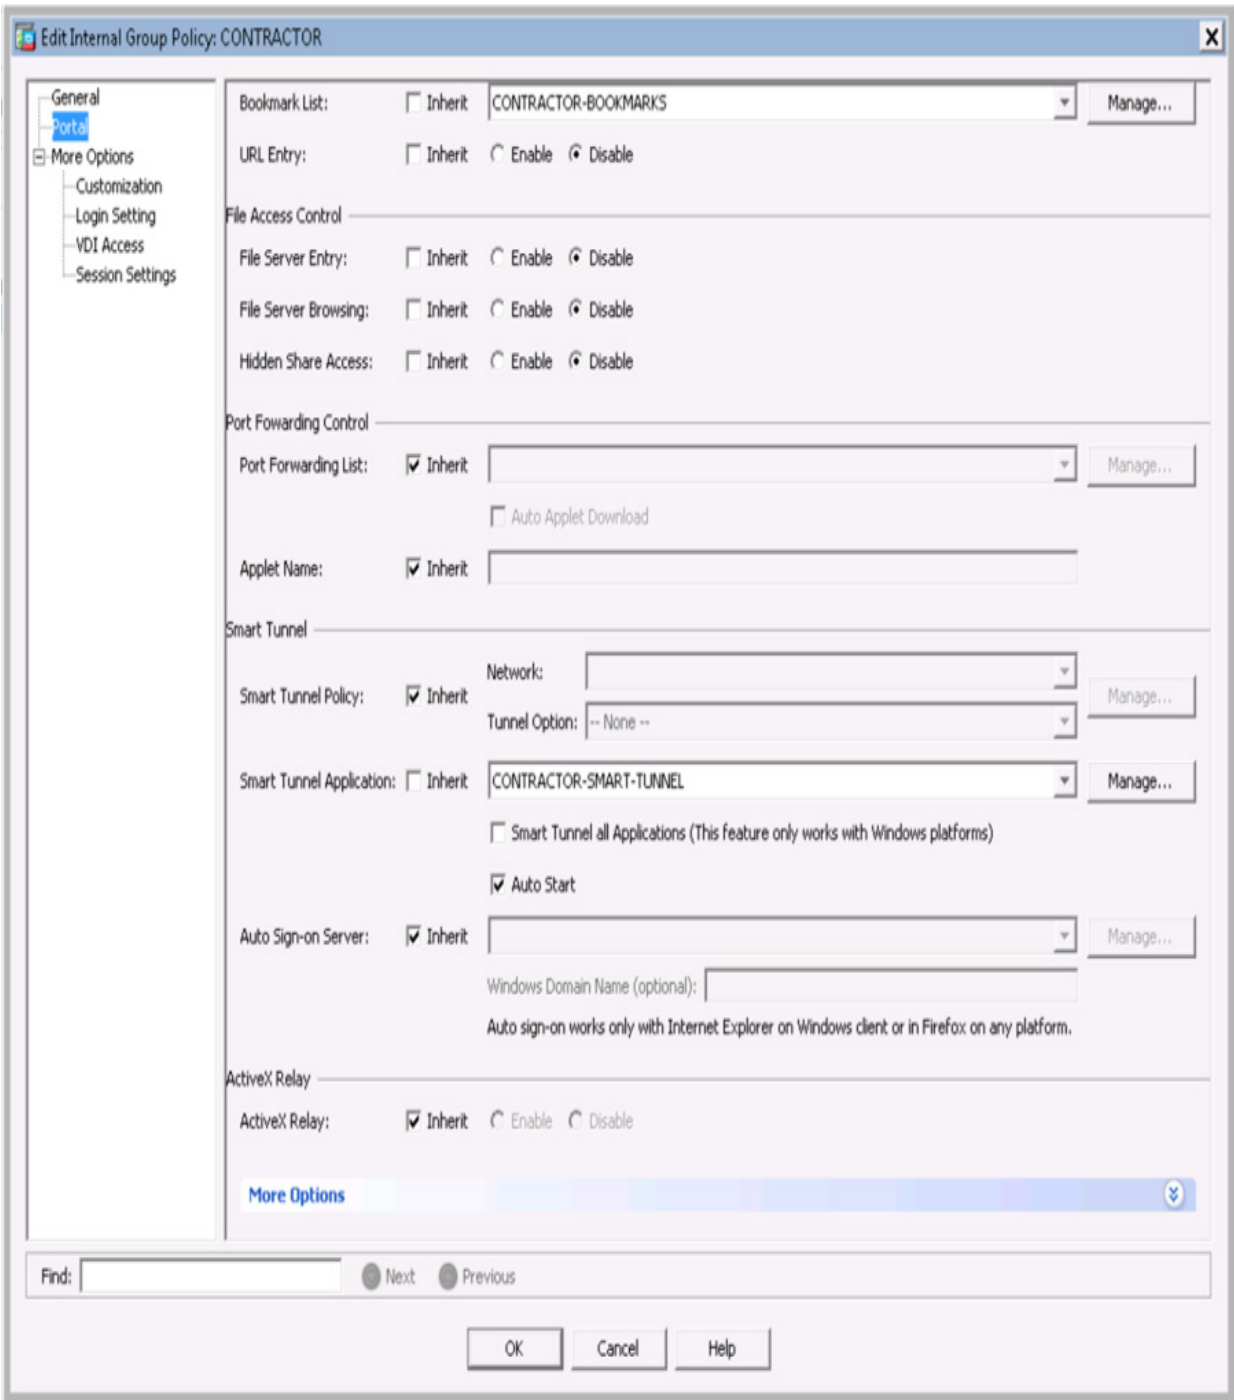 Edit Internal Group Policy: CONTRACTOR
General
Portal
More Options
Customization
Login Setting
VDI Access
Session Settings
Bookmark List: Inherit CONTRACTOR-BOOKMARKS Manage...
URL Entry: Inherit Enable Disable
File Access Control
File Server Entry: Inherit Enable Disable
File Server Browsing: Inherit Enable Disable
Hidden Share Access: Inherit Enable Disable
Port Fowarding Control
Port Forwarding List: Inherit Manage...
Auto Applet Download
Applet Name: Inherit
Smart Tunnel
Network:
Smart Tunnel Policy: Inherit Manage...
Tunnel Option: -- None --
Smart Tunnel Application: Inherit CONTRACTOR-SMART-TUNNEL Manage...
Smart Tunnel all Applications (This feature only works with Windows platforms)
Auto Start
Auto Sign-on Server: Inherit Manage...
Windows Domain Name (optional):
Auto sign-on works only with Internet Explorer on Windows client or in Firefox on any platform.
ActiveX Relay
ActiveX Relay: Inherit Enable Disable
More Options
Find: Next Previous
OK Cancel Help